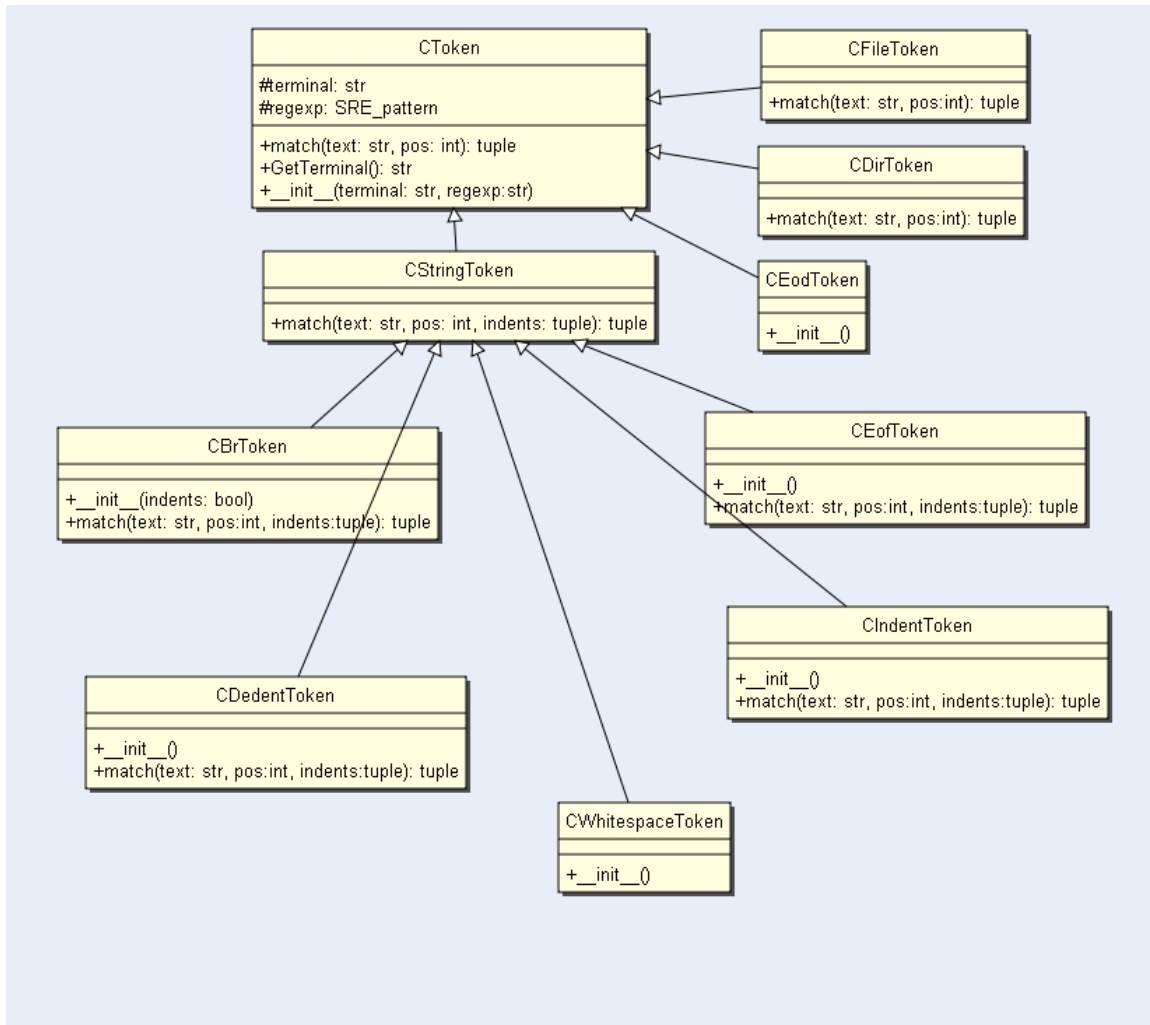 CToken
#terminal: str
#regexp: SRE_pattern
+match(text: str, pos: int): tuple
+GetTerminal(): str
+__init__(terminal: str, regexp:str)
CFileToken
+match(text: str, pos:int): tuple
CDirToken
+match(text: str, pos:int): tuple
CStringToken
+match(text: str, pos: int, indents: tuple): tuple
CEodToken
+__init__()
CBrToken
+__init__(indents: bool)
+match(text: str, pos:int, indents:tuple): tuple
CEofToken
+__init__()
+match(text: str, pos:int, indents:tuple): tuple
CIndentToken
+__init__()
+match(text: str, pos:int, indents:tuple): tuple
CDedentToken
+__init__()
+match(text: str, pos:int, indents:tuple): tuple
CWhitespaceToken
+__init__()